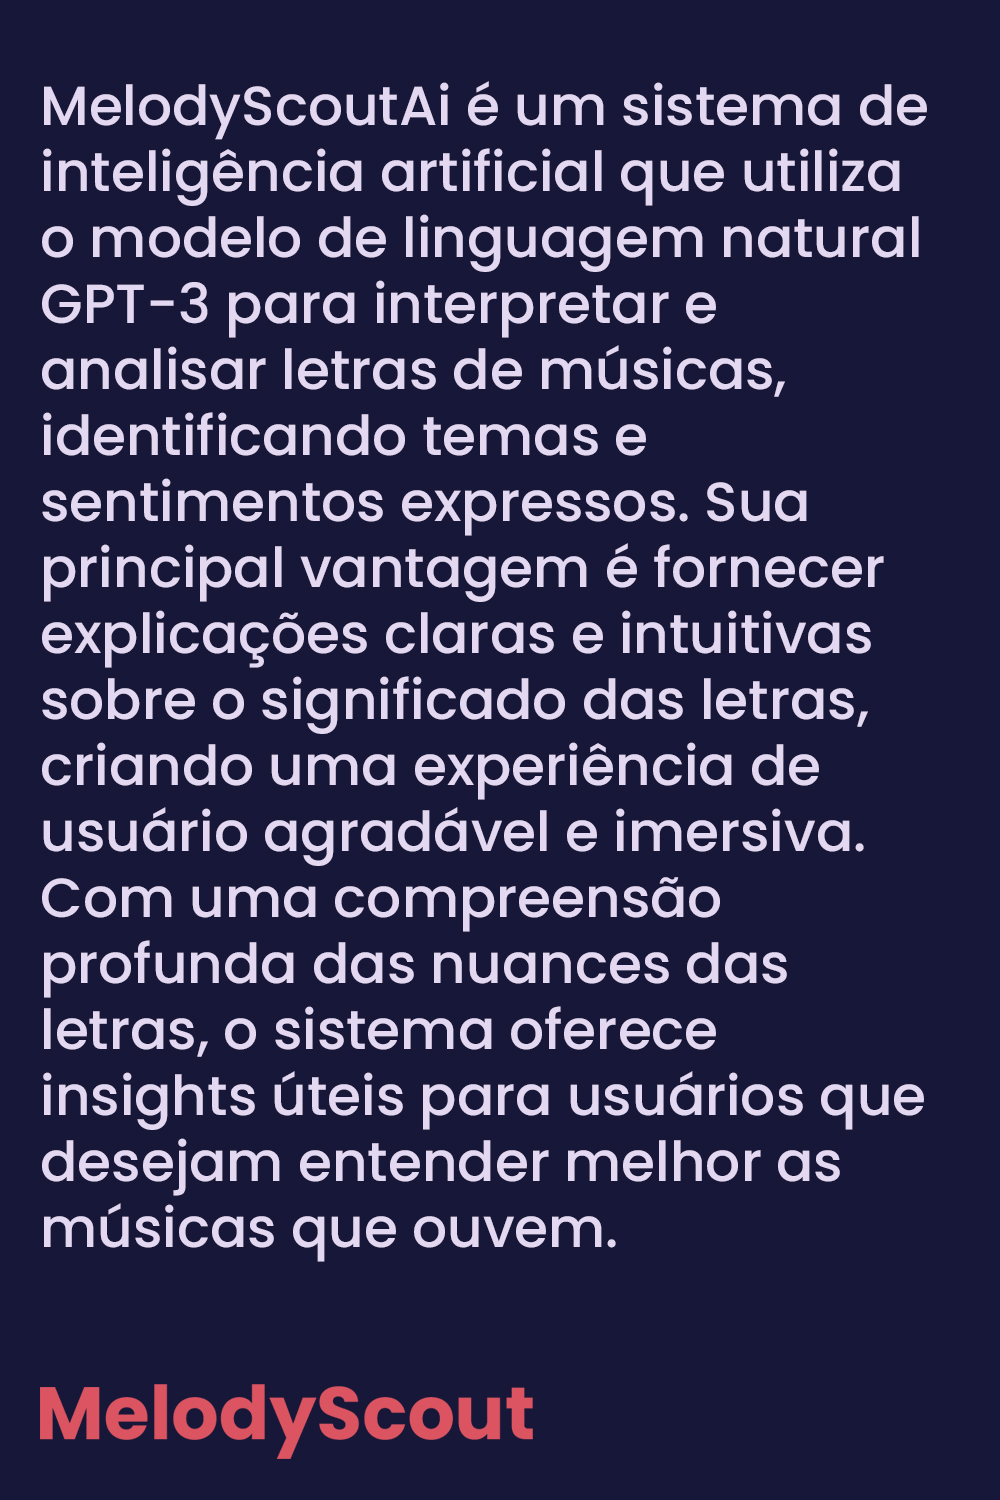 MelodyScoutAi é um sistema de
inteligência artificial que utiliza
o modelo de linguagem natural
GPT-3 para interpretar e
analisar letras de músicas,
identificando temas e
sentimentos expressos. Sua
principal vantagem é fornecer
explicações claras e intuitivas
sobre o significado das letras,
criando uma experiência de
usuário agradável e imersiva.
Com uma compreensão
profunda das nuances das
letras, o sistema oferece
insights úteis para usuários que
desejam entender melhor as
músicas que ouvem.
MelodyScout